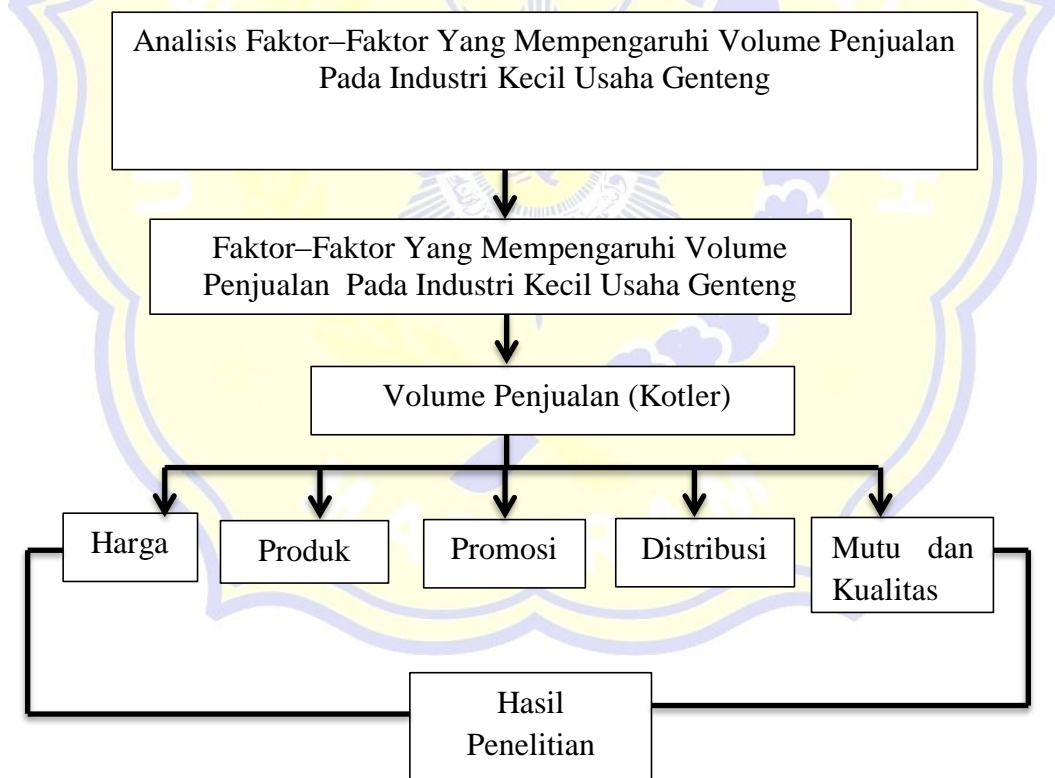 Analisis Faktor–Faktor Yang Mempengaruhi Volume Penjualan
Pada Industri Kecil Usaha Genteng
Faktor–Faktor Yang Mempengaruhi Volume
Penjualan Pada Industri Kecil Usaha Genteng
Volume Penjualan (Kotler)
Harga
Produk
Promosi
Distribusi
Mutu dan
Kualitas
Hasil
Penelitian